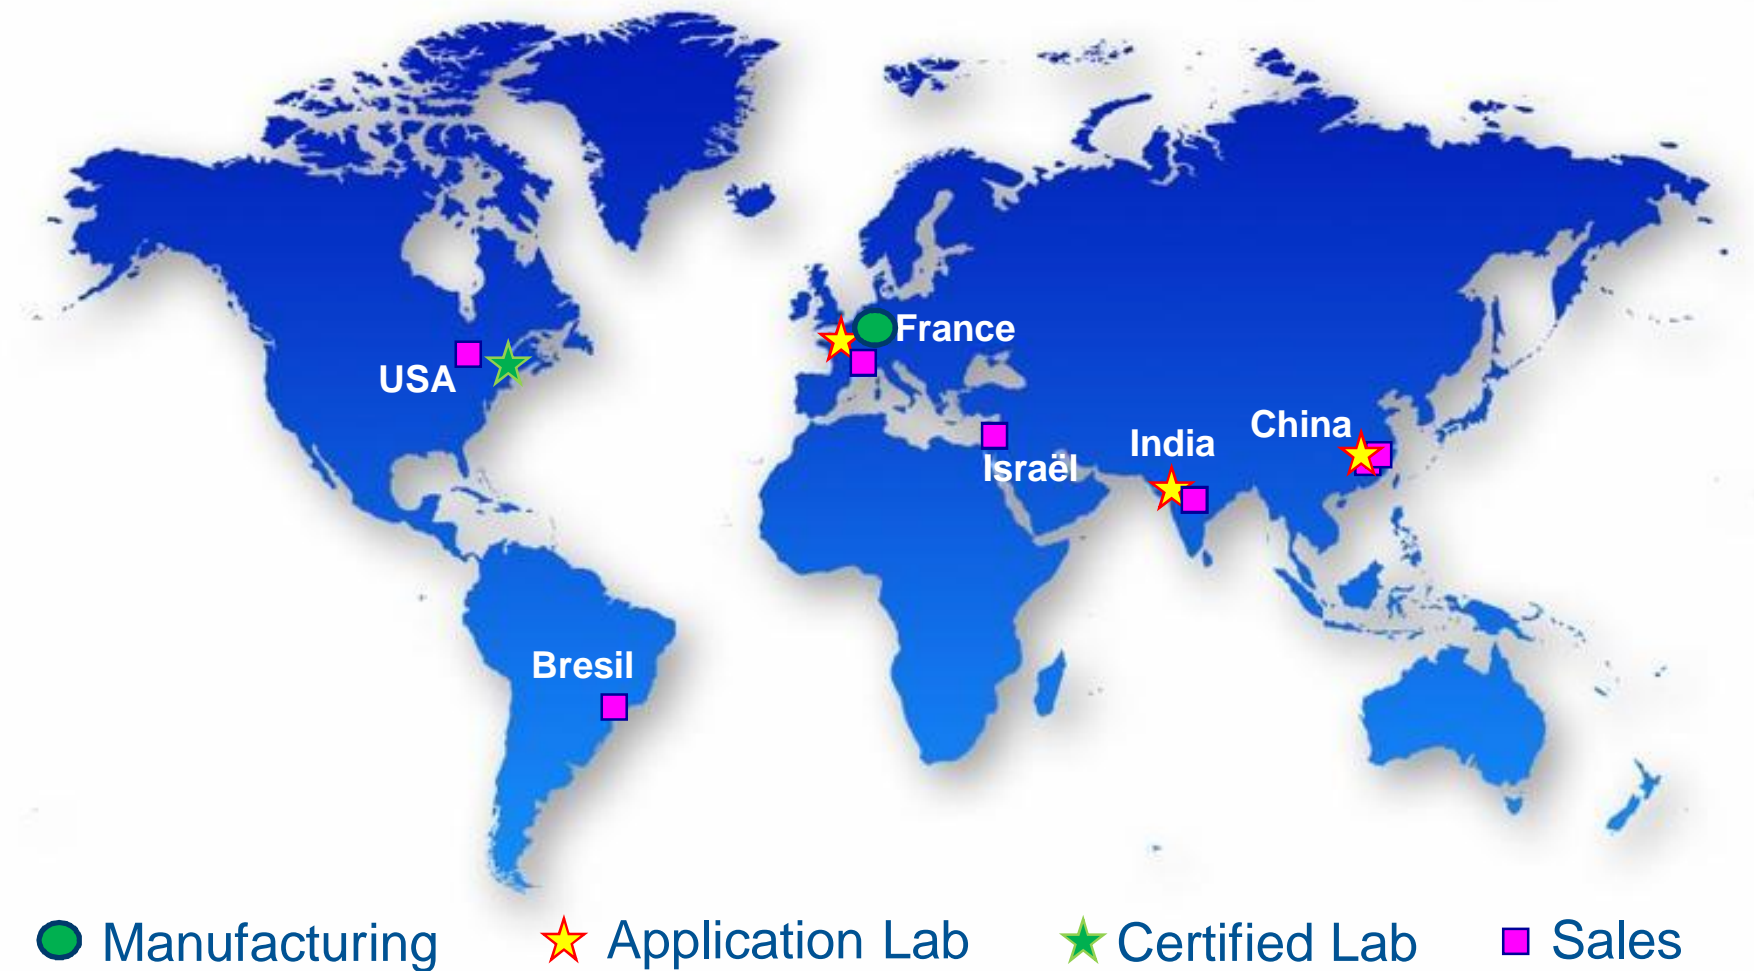 France
USA
China
India
Israël
Bresil
Manufacturing
Application Lab
Certified Lab
Sales